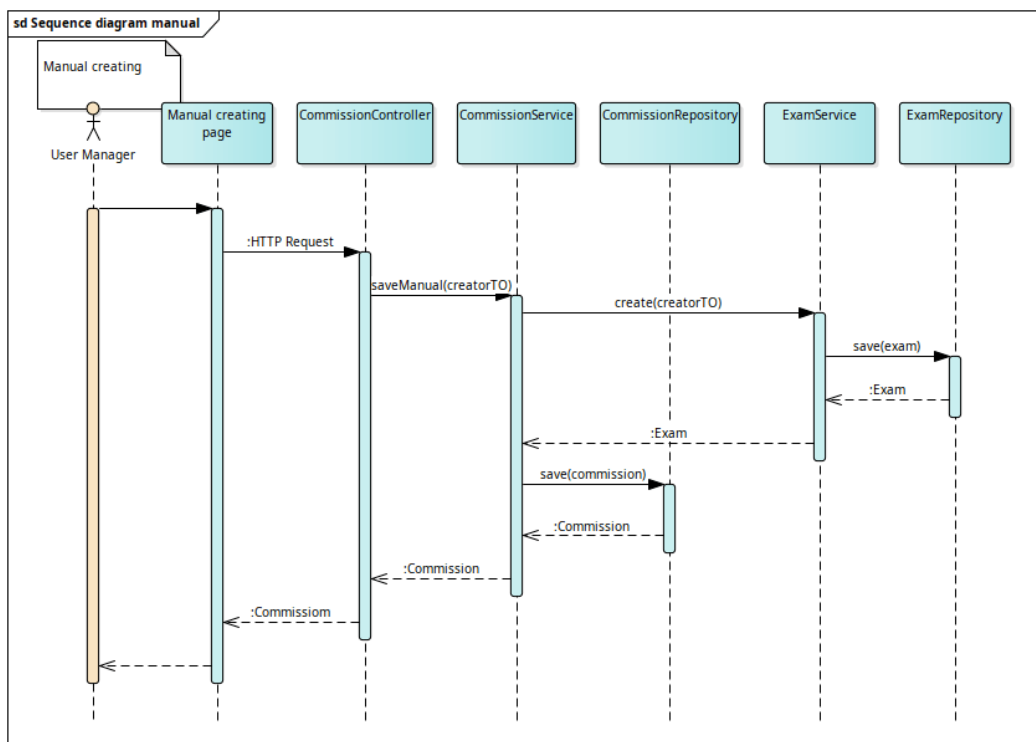 sd Sequence diagram manual
Manual creating
User Manager
Manual creating
page
CommissionController
CommissionService
CommissionRepository
ExamService
ExamRepository
:HTTP Request
saveManual(creatorTO)
create(creatorTO)
save(exam)
:Exam
:Exam
save(commission)
:Commission
:Commission
:Commissiom